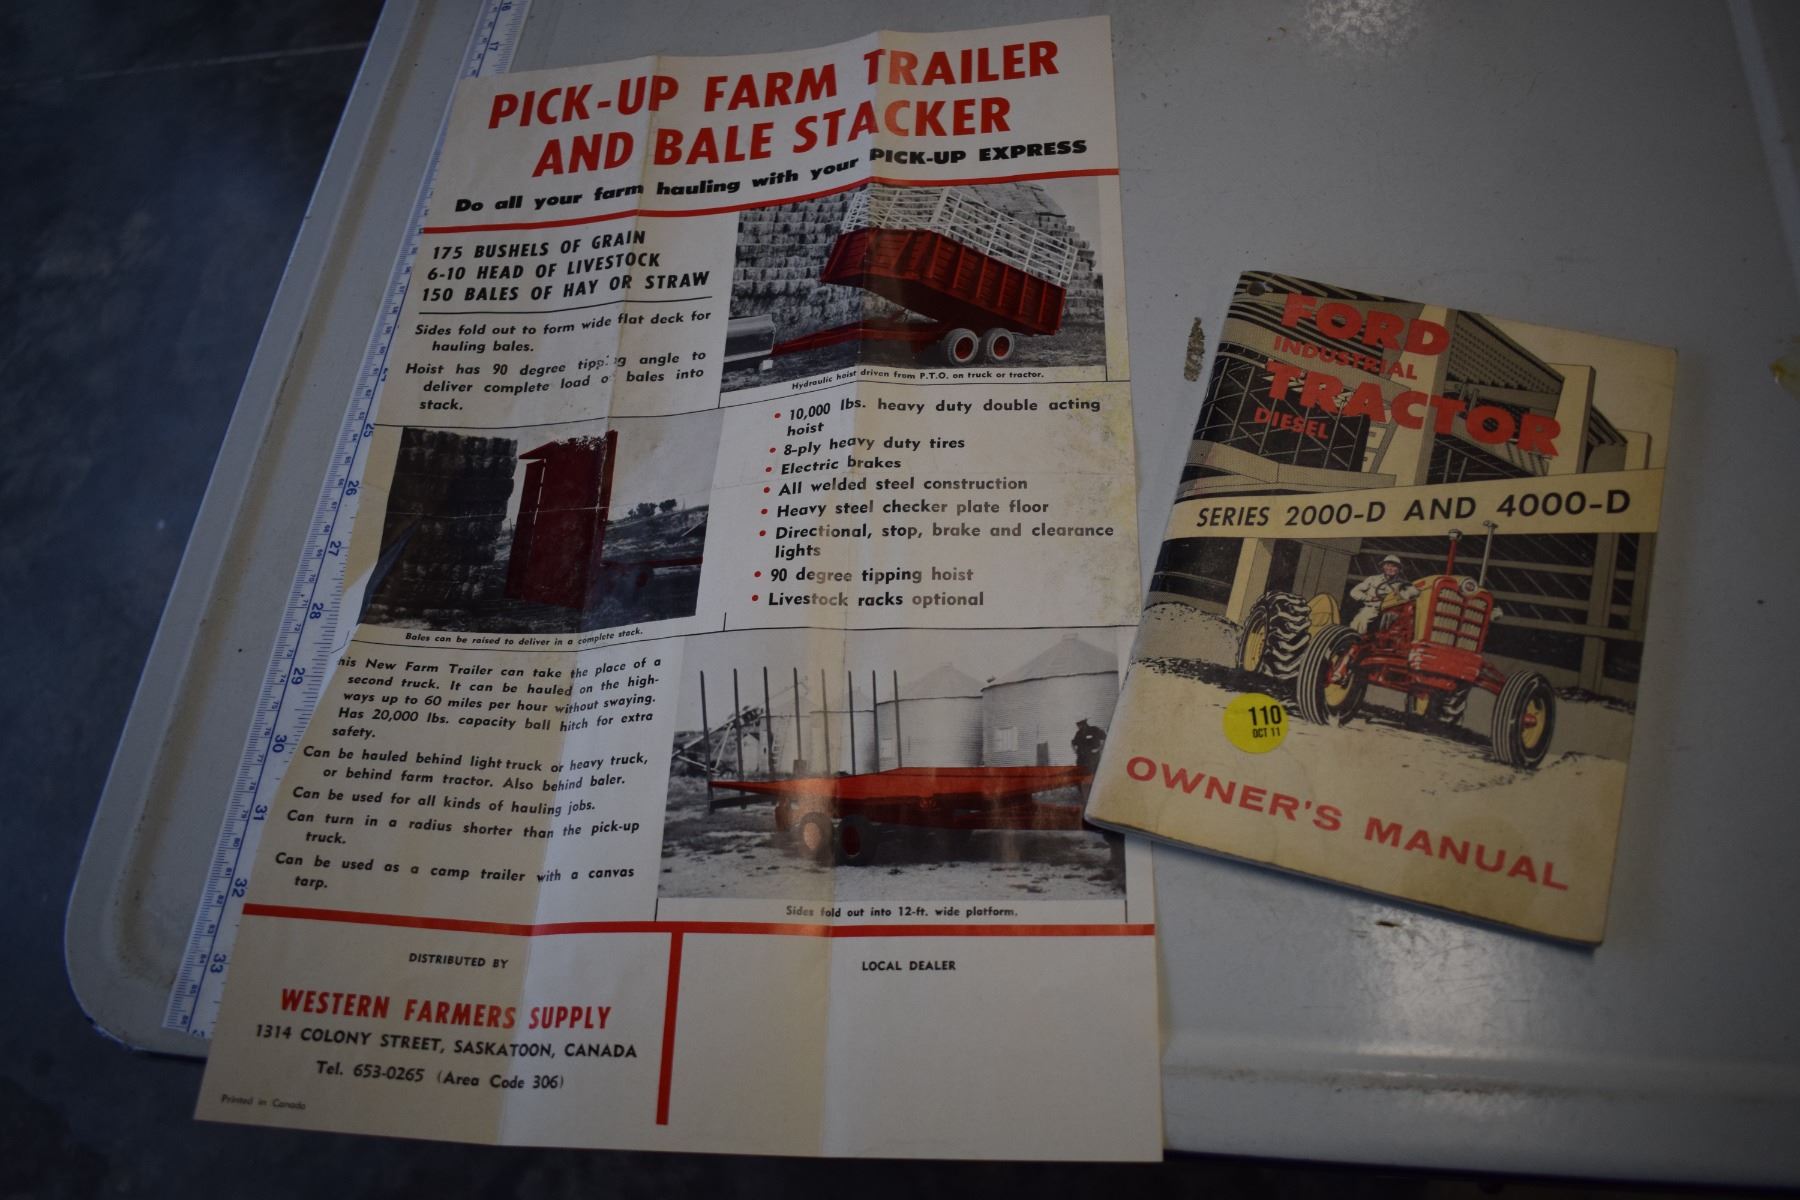 PICK-UP FARM TRAILER
AND BALE STACKER
Do all your farm hauling with your PICK-UP EXPRESS
175 BUSHELS OF GRAIN
6-10 HEAD OF LIVESTOCK
150 BALES OF HAY OR STRAW
Sides fold out to form wide flat deck for
hauling bales.
Hoist has 90 degree tipping angle to
deliver complete load of bales into
stack.
Hydraulic hoist driven from P.T.O. on truck or tractor.
• 10,000 lbs. heavy duty double acting
hoist
• 8-ply heavy duty tires
• Electric brakes
• All welded steel construction
• Heavy steel checker plate floor
• Directional, stop, brake and clearance
lights
• 90 degree tipping hoist
• Livestock racks optional
Bales can be raised to deliver in a complete stack.
his New Farm Trailer can take the place of a
second truck. It can be hauled on the high-
ways up to 60 miles per hour without swaying.
Has 20,000 lbs. capacity ball hitch for extra
safety.
Can be hauled behind light truck or heavy truck,
or behind farm tractor. Also behind baler.
Can be used for all kinds of hauling jobs.
Can turn in a radius shorter than the pick-up
truck.
Can be used as a camp trailer with a canvas
tarp.
Sides fold out into 12-ft. wide platform.
DISTRIBUTED BY
WESTERN FARMERS SUPPLY
1314 COLONY STREET, SASKATOON, CANADA
Tel. 653-0265 (Area Code 306)
Printed in Canada
LOCAL DEALER
FORD
INDUSTRIAL
TRACTOR
DIESEL
SERIES 2000-D AND 4000-D
110
OCT 11
OWNER'S MANUAL
17
25
26
27
28
29
30
31
32
33